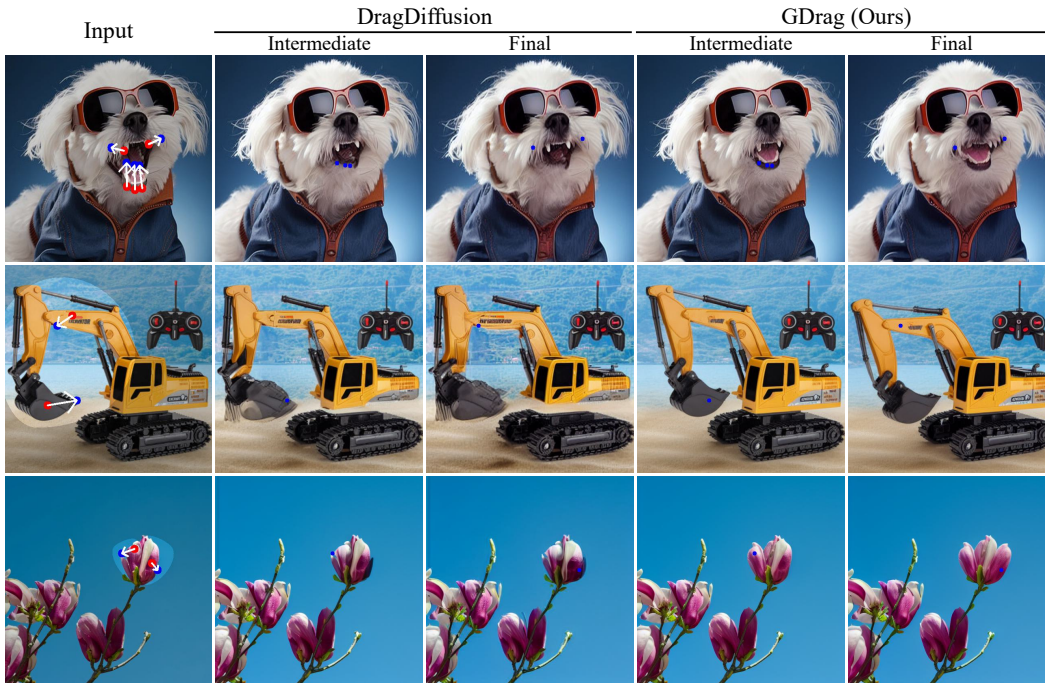 Input
DragDiffusion
GDrag (Ours)
Intermediate
Final
Intermediate
Final